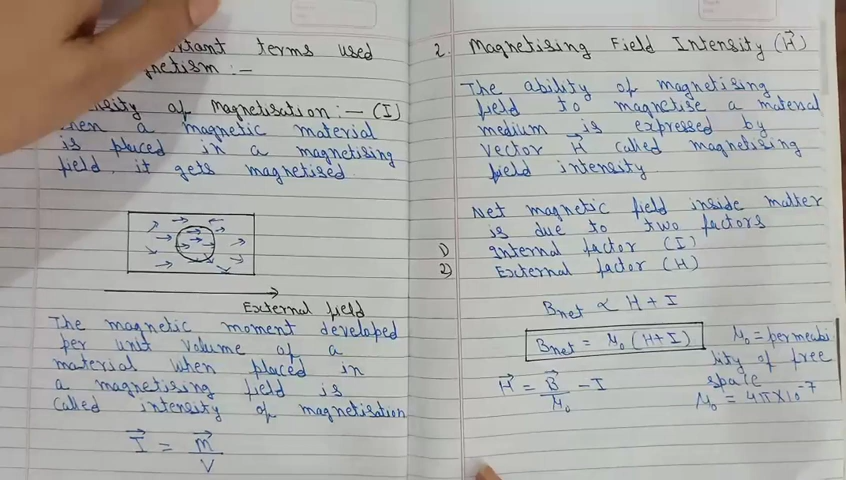 terms used
:-
of Magnetisation :- (I)
a magnetic material
is placed in a magnetising
field, it gets magnetised
External field
The magnetic moment developed
per unit volume of a
material when placed in
a magnetising field is
called intensity of magnetisation
I⃗ = m⃗/V
2. Magnetising Field Intensity (H⃗)
The ability of magnetising
field to magnetise a material
medium is expressed by
vector H⃗ called magnetising
field intensity
Net magnetic field inside matter
is due to two factors
1) Internal factor (I)
2) External factor (H)
Bnet ∝ H + I
Bnet = μ₀ (H+I)
μ₀ = permeabi
lity of free
space
μ₀ = 4π×10⁻⁷
H⃗ = B⃗/μ₀ - I